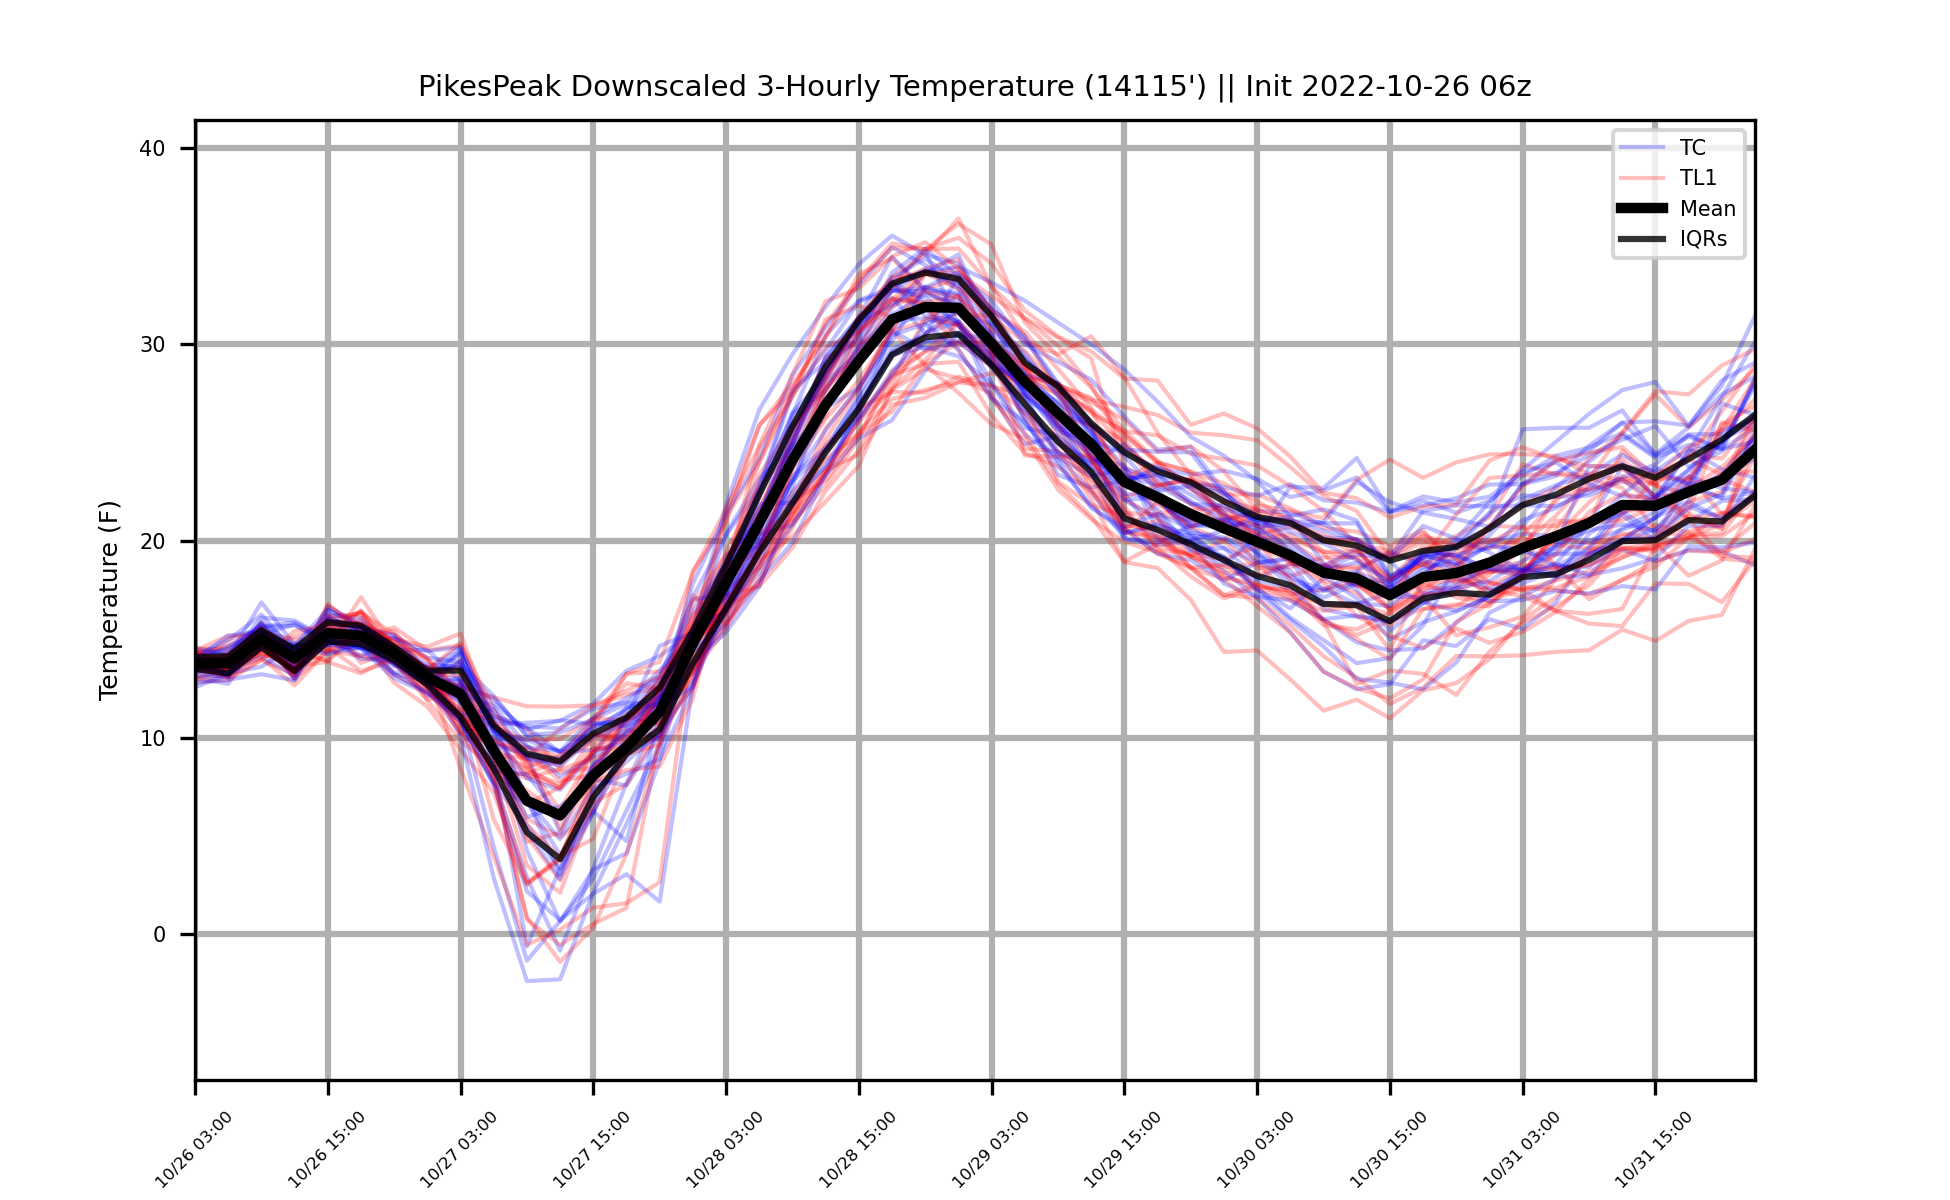 PikesPeak Downscaled 3-Hourly Temperature (14115') || Init 2022-10-26 06z
TC
TL1
Mean
IQRs
Temperature (F)
40
30
20
10
0
10/26 03:00
10/26 15:00
10/27 03:00
10/27 15:00
10/28 03:00
10/28 15:00
10/29 03:00
10/29 15:00
10/30 03:00
10/30 15:00
10/31 03:00
10/31 15:00